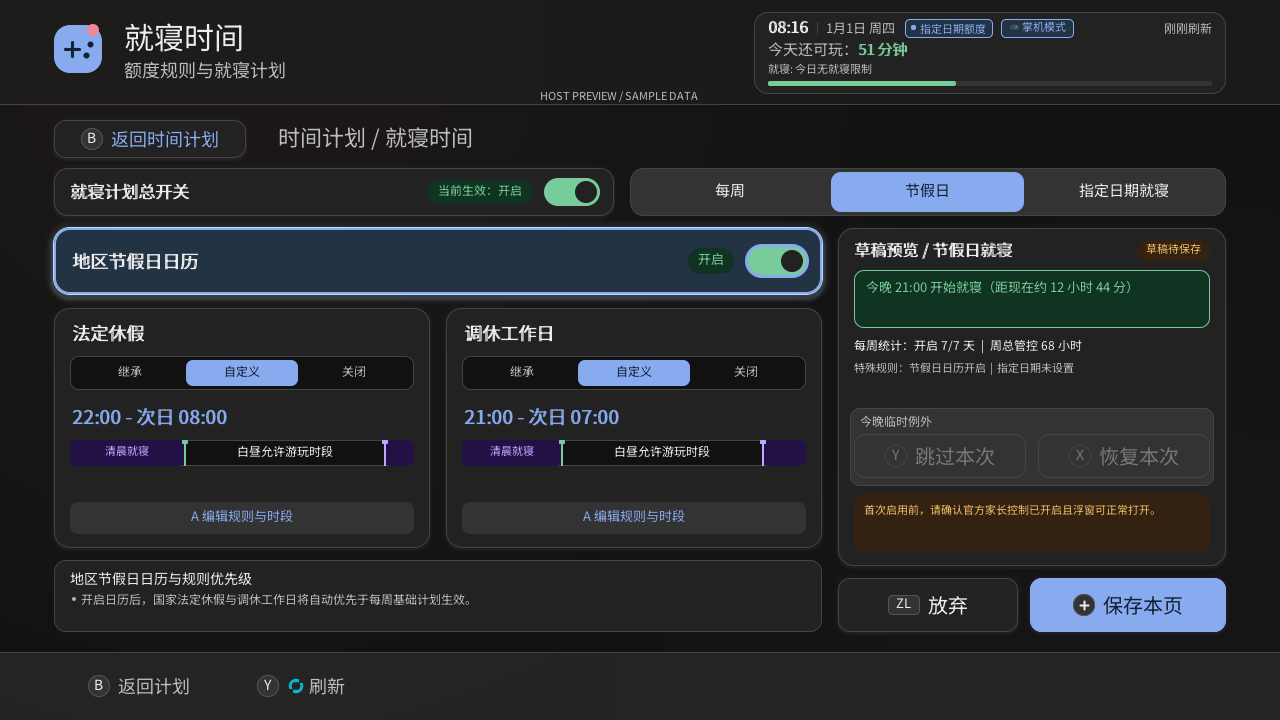 就寝时间
额度规则与就寝计划
HOST PREVIEW / SAMPLE DATA
08:16 | 1月1日 周四 指定日期额度 掌机模式 刚刚刷新
今天还可玩：51 分钟
就寝: 今日无就寝限制
B 返回时间计划 时间计划 / 就寝时间
就寝计划总开关 当前生效：开启
每周 节假日 指定日期就寝
地区节假日日历 开启
法定休假
继承 自定义 关闭
22:00 - 次日 08:00
清晨就寝 白昼允许游玩时段
A 编辑规则与时段
调休工作日
继承 自定义 关闭
21:00 - 次日 07:00
清晨就寝 白昼允许游玩时段
A 编辑规则与时段
地区节假日日历与规则优先级
• 开启日历后，国家法定休假与调休工作日将自动优先于每周基础计划生效。
草稿预览 / 节假日就寝 草稿待保存
今晚 21:00 开始就寝（距现在约 12 小时 44 分）
每周统计：开启 7/7 天 | 周总管控 68 小时
特殊规则：节假日日历开启 | 指定日期未设置
今晚临时例外
Y 跳过本次 X 恢复本次
首次启用前，请确认官方家长控制已开启且浮窗可正常打开。
ZL 放弃 + 保存本页
B 返回计划 Y 刷新